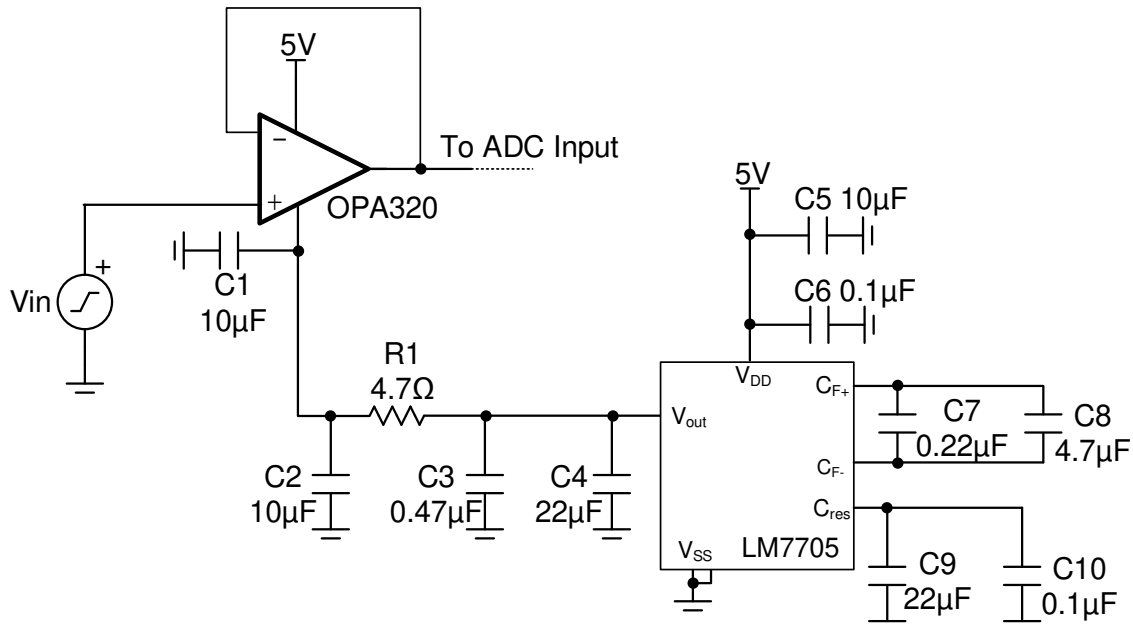 5V
−
To ADC Input
+
OPA320
5V
C5 10µF
C1
10µF
C6 0.1µF
+
Vin
R1
4.7Ω
VDD
CF+
Vout
C7
0.22µF
C8
4.7µF
C2
10µF
C3
0.47µF
C4
22µF
CF-
Cres
VSS
LM7705
C9
22µF
C10
0.1µF